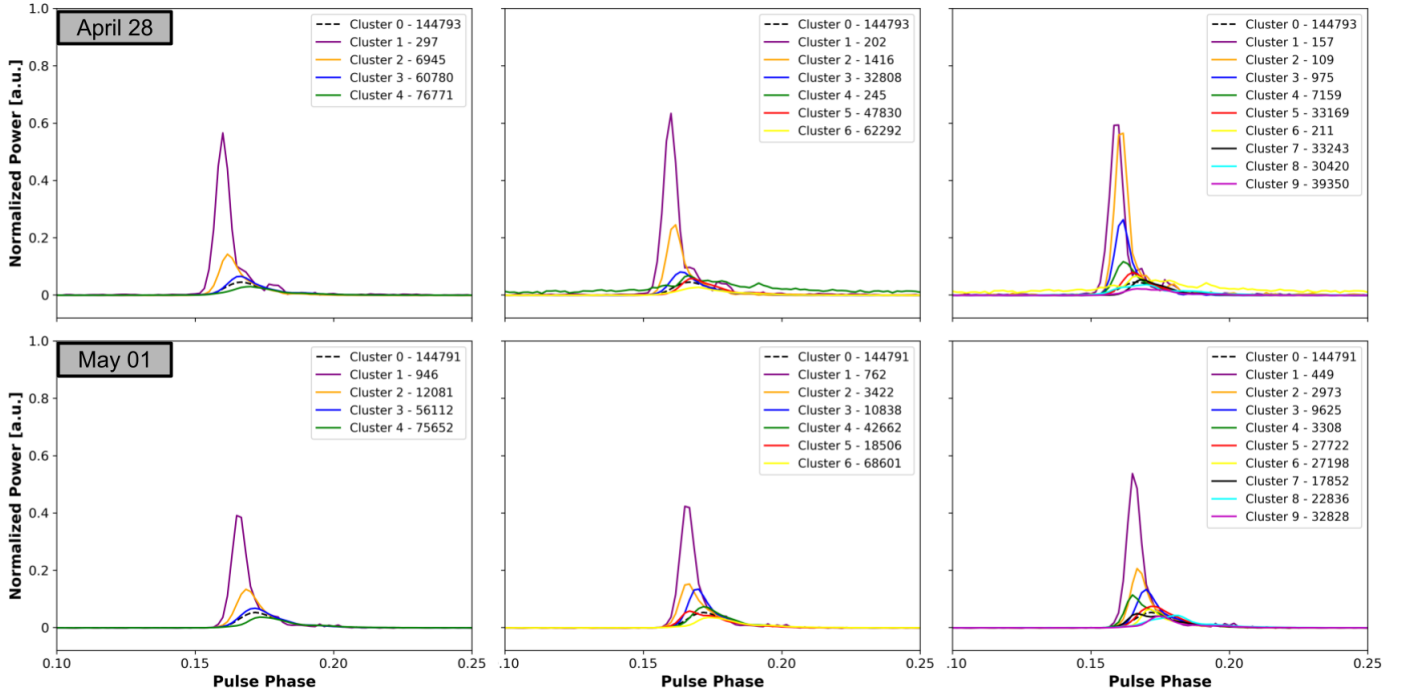 April 28
Normalized Power [a.u.]
1.0
0.8
0.6
0.4
0.2
0
Cluster 0 - 144793
Cluster 1 - 297
Cluster 2 - 6945
Cluster 3 - 60780
Cluster 4 - 76771
Cluster 0 - 144793
Cluster 1 - 202
Cluster 2 - 1416
Cluster 3 - 32808
Cluster 4 - 245
Cluster 5 - 47830
Cluster 6 - 62292
Cluster 0 - 144793
Cluster 1 - 157
Cluster 2 - 109
Cluster 3 - 975
Cluster 4 - 7159
Cluster 5 - 33169
Cluster 6 - 211
Cluster 7 - 33243
Cluster 8 - 30420
Cluster 9 - 39350
May 01
Normalized Power [a.u.]
1.0
0.8
0.6
0.4
0.2
0
Cluster 0 - 144791
Cluster 1 - 946
Cluster 2 - 12081
Cluster 3 - 56112
Cluster 4 - 75652
Cluster 0 - 144791
Cluster 1 - 762
Cluster 2 - 3422
Cluster 3 - 10838
Cluster 4 - 42662
Cluster 5 - 18506
Cluster 6 - 68601
Cluster 0 - 144791
Cluster 1 - 449
Cluster 2 - 2973
Cluster 3 - 9625
Cluster 4 - 3308
Cluster 5 - 27722
Cluster 6 - 27198
Cluster 7 - 17852
Cluster 8 - 22836
Cluster 9 - 32828
0.10 0.15 0.20 0.25
.10 0.15 0.20 0.25
.10 0.15 0.20 0.25
Pulse Phase
Pulse Phase
Pulse Phase